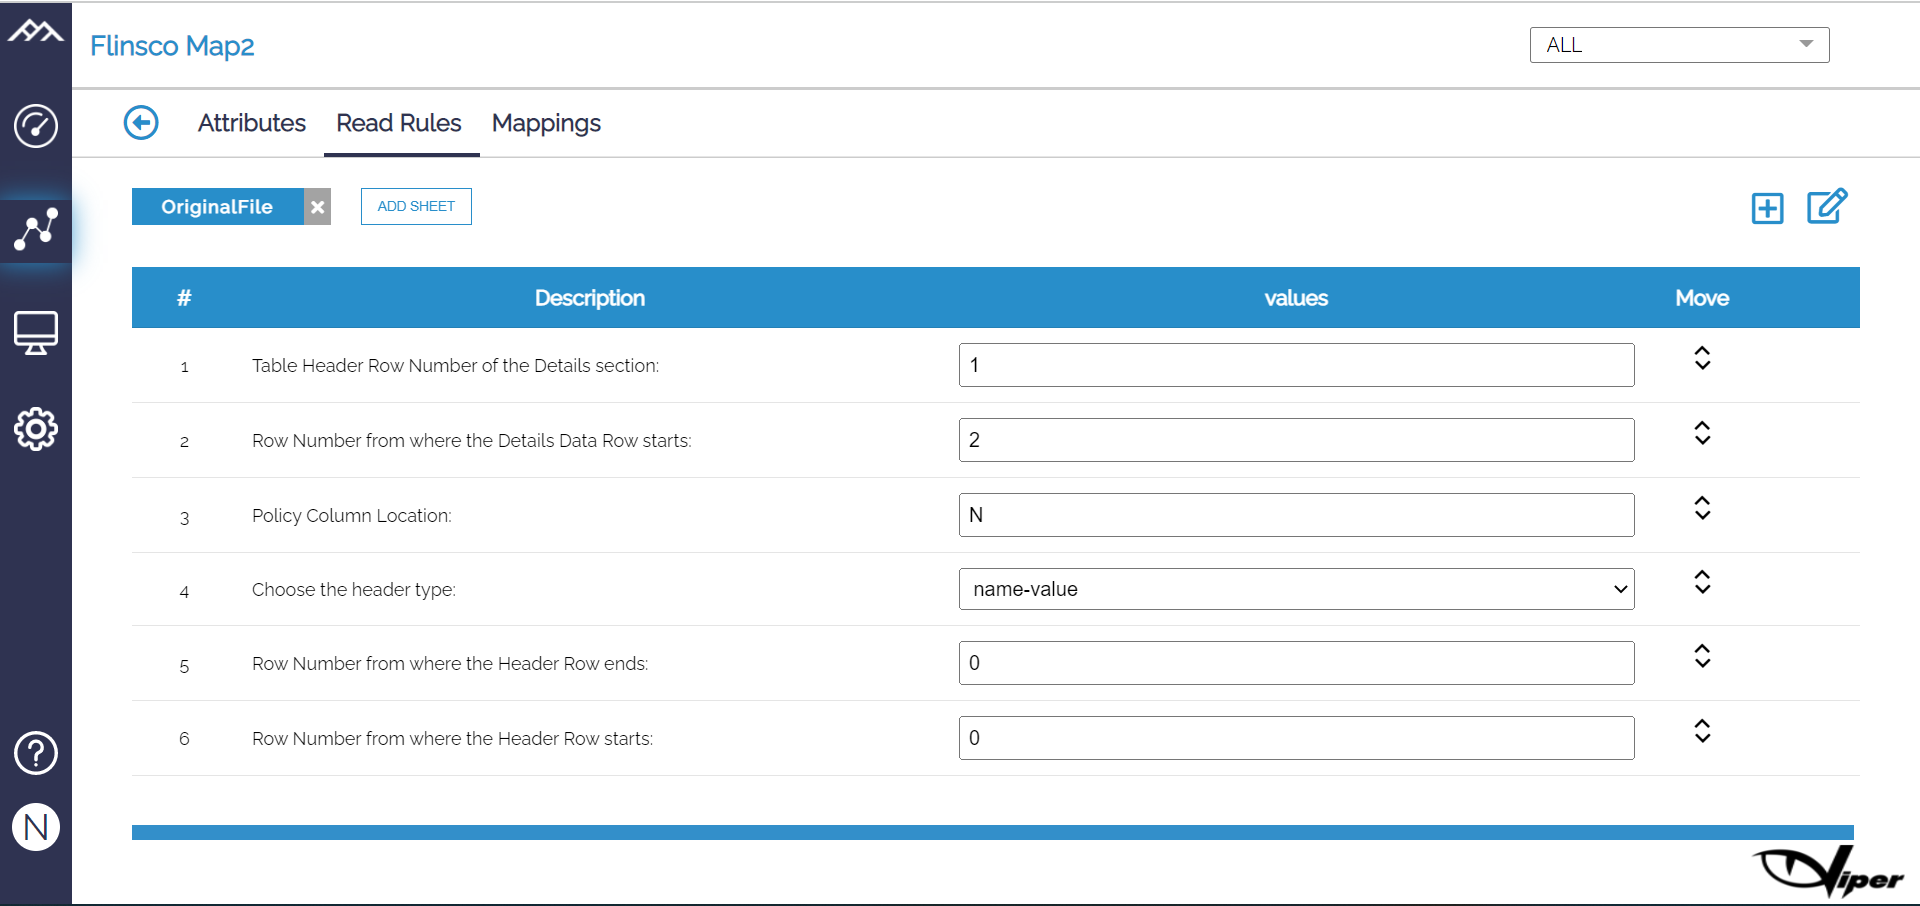 Flinsco Map2
ALL
Attributes Read Rules Mappings
OriginalFile ADD SHEET
# Description values Move
1 Table Header Row Number of the Details section: 1
2 Row Number from where the Details Data Row starts: 2
3 Policy Column Location: N
4 Choose the header type: name-value
5 Row Number from where the Header Row ends: 0
6 Row Number from where the Header Row starts: 0
N
Viper